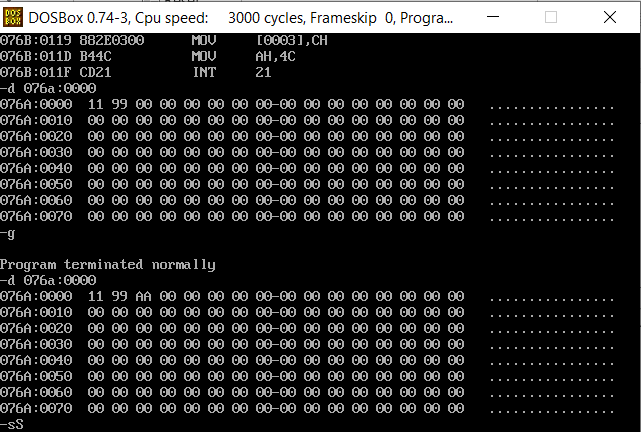 DOS
BOX
DOSBox 0.74-3, Cpu speed:    3000 cycles, Frameskip  0, Progra...
076B:0119 882E0300      MOV     [0003],CH
076B:011D B44C          MOV     AH,4C
076B:011F CD21          INT     21
-d 076a:0000
076A:0000  11 99 00 00 00 00 00 00-00 00 00 00 00 00 00 00   ................
076A:0010  00 00 00 00 00 00 00 00-00 00 00 00 00 00 00 00   ................
076A:0020  00 00 00 00 00 00 00 00-00 00 00 00 00 00 00 00   ................
076A:0030  00 00 00 00 00 00 00 00-00 00 00 00 00 00 00 00   ................
076A:0040  00 00 00 00 00 00 00 00-00 00 00 00 00 00 00 00   ................
076A:0050  00 00 00 00 00 00 00 00-00 00 00 00 00 00 00 00   ................
076A:0060  00 00 00 00 00 00 00 00-00 00 00 00 00 00 00 00   ................
076A:0070  00 00 00 00 00 00 00 00-00 00 00 00 00 00 00 00   ................
-g
Program terminated normally
-d 076a:0000
076A:0000  11 99 AA 00 00 00 00 00-00 00 00 00 00 00 00 00   ................
076A:0010  00 00 00 00 00 00 00 00-00 00 00 00 00 00 00 00   ................
076A:0020  00 00 00 00 00 00 00 00-00 00 00 00 00 00 00 00   ................
076A:0030  00 00 00 00 00 00 00 00-00 00 00 00 00 00 00 00   ................
076A:0040  00 00 00 00 00 00 00 00-00 00 00 00 00 00 00 00   ................
076A:0050  00 00 00 00 00 00 00 00-00 00 00 00 00 00 00 00   ................
076A:0060  00 00 00 00 00 00 00 00-00 00 00 00 00 00 00 00   ................
076A:0070  00 00 00 00 00 00 00 00-00 00 00 00 00 00 00 00   ................
-sS